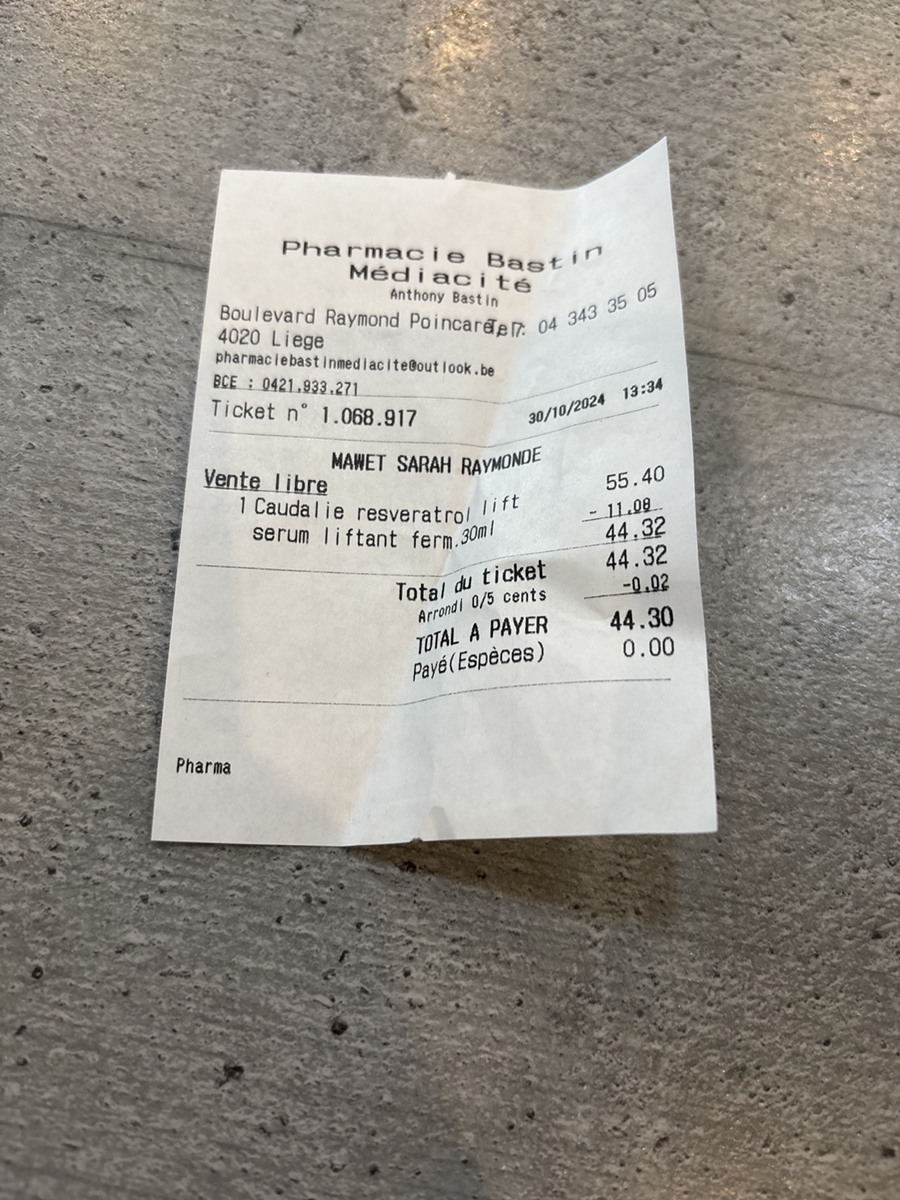 Pharmacie Bastin
Médiacité
Anthony Bastin
Boulevard Raymond Poincaré, 7 Tel: 04 343 35 05
4020 Liege
pharmaciebastinmediacite@outlook.be
BCE : 0421.933.271
Ticket n° 1.068.917 30/10/2024 13:34
MAWET SARAH RAYMONDE
Vente libre
1 Caudalie resveratrol lift 55.40
serum liftant ferm.30ml - 11.08
44.32
Total du ticket 44.32
Arrondi 0/5 cents -0.02
TOTAL A PAYER 44.30
Payé(Espèces) 0.00
Pharma